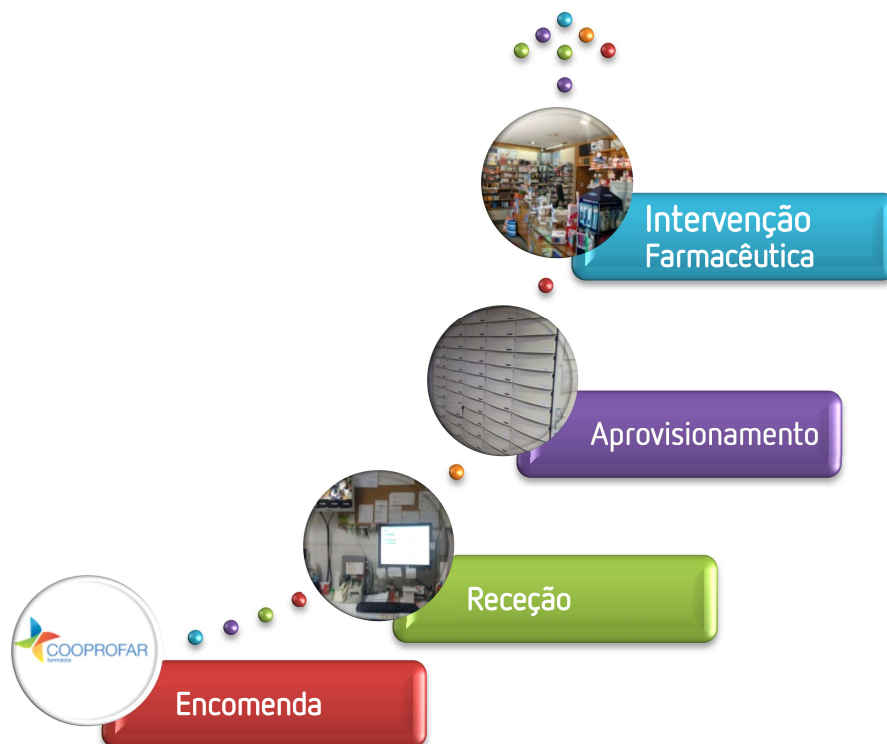 Intervenção
Farmacêutica
Aprovisionamento
Receção
COOPROFAR
farmácia
Encomenda